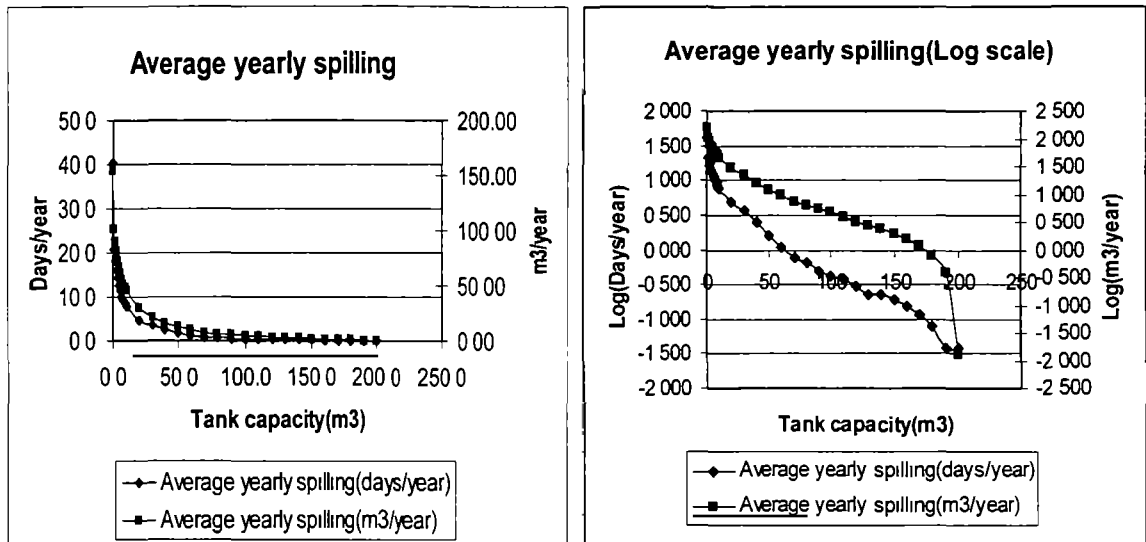 Average yearly spilling
50 0
40 0
30 0
20 0
10 0
0 0
Days/year
200.00
150 00
100 00
50 00
0 00
m3/year
0 0 50 0 100.0 150 0 200 0 250 0
Tank capacity(m3)
Average yearly spilling(days/year)
Average yearly spilling(m3/year)
Average yearly spilling(Log scale)
2 000
1 500
1 000
0 500
0 000
-0 500
-1 000
-1 500
-2 000
Log(Days/year)
2 500
2 000
1 500
1 000
0 500
0 000
-0 500
-1 000
-1 500
-2 000
-2 500
Log(m3/year)
0 50 100 150 200 250
Tank capacity(m3)
Average yearly spilling(days/year)
Average yearly spilling(m3/year)